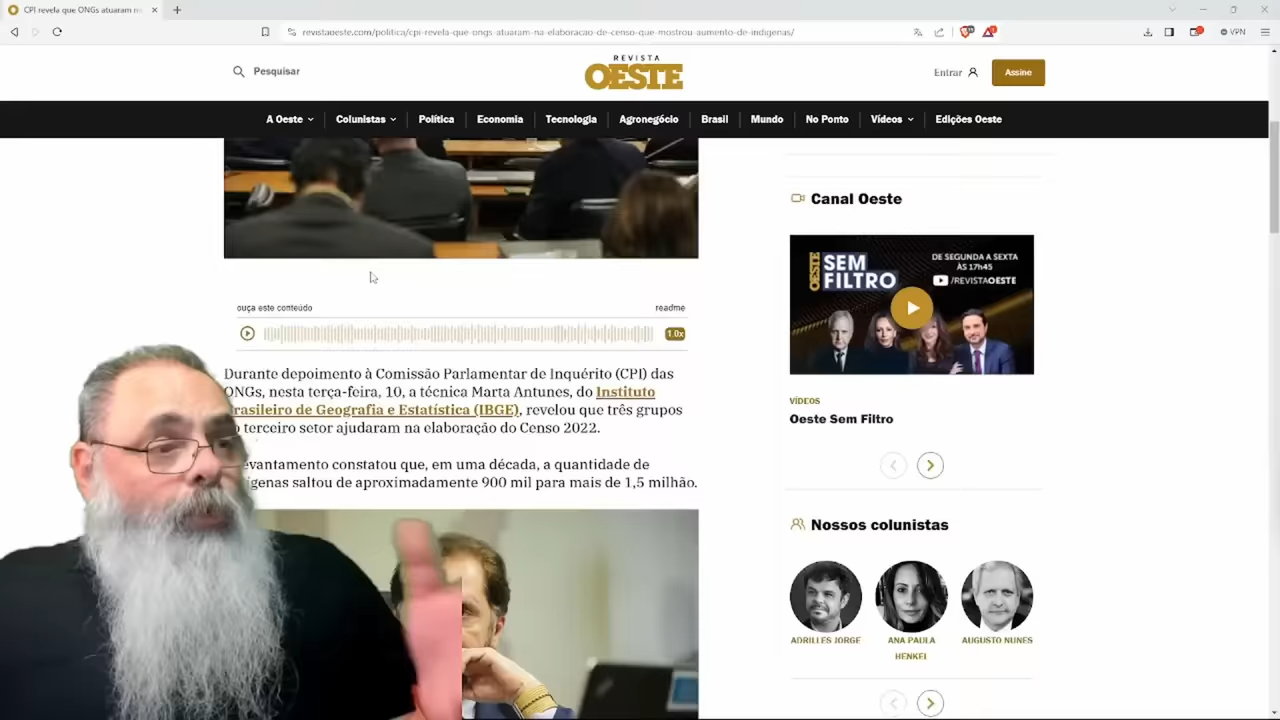 CPI revela que ONGs atuaram n
revistaoeste.com/politica/cpi-revela-que-ongs-atuaram-na-elaboracao-de-censo-que-mostrou-aumento-de-indigenas/
VPN
Pesquisar
REVISTA
OESTE
Entrar
Assine
A Oeste
Colunistas
Política
Economia
Tecnologia
Agronegócio
Brasil
Mundo
No Ponto
Vídeos
Edições Oeste
ouça este conteúdo
readme
1.0x
Durante depoimento à Comissão Parlamentar de Inquérito (CPI) das
ONGs, nesta terça-feira, 10, a técnica Marta Antunes, do Instituto
rasileiro de Geografia e Estatística (IBGE), revelou que três grupos
o terceiro setor ajudaram na elaboração do Censo 2022.
evantamento constatou que, em uma década, a quantidade de
ígenas saltou de aproximadamente 900 mil para mais de 1,5 milhão.
Canal Oeste
OESTE
SEM
FILTRO
DE SEGUNDA A SEXTA
ÀS 17h45
/REVISTAOESTE
VÍDEOS
Oeste Sem Filtro
Nossos colunistas
ADRILLES JORGE
ANA PAULA
HENKEL
AUGUSTO NUNES